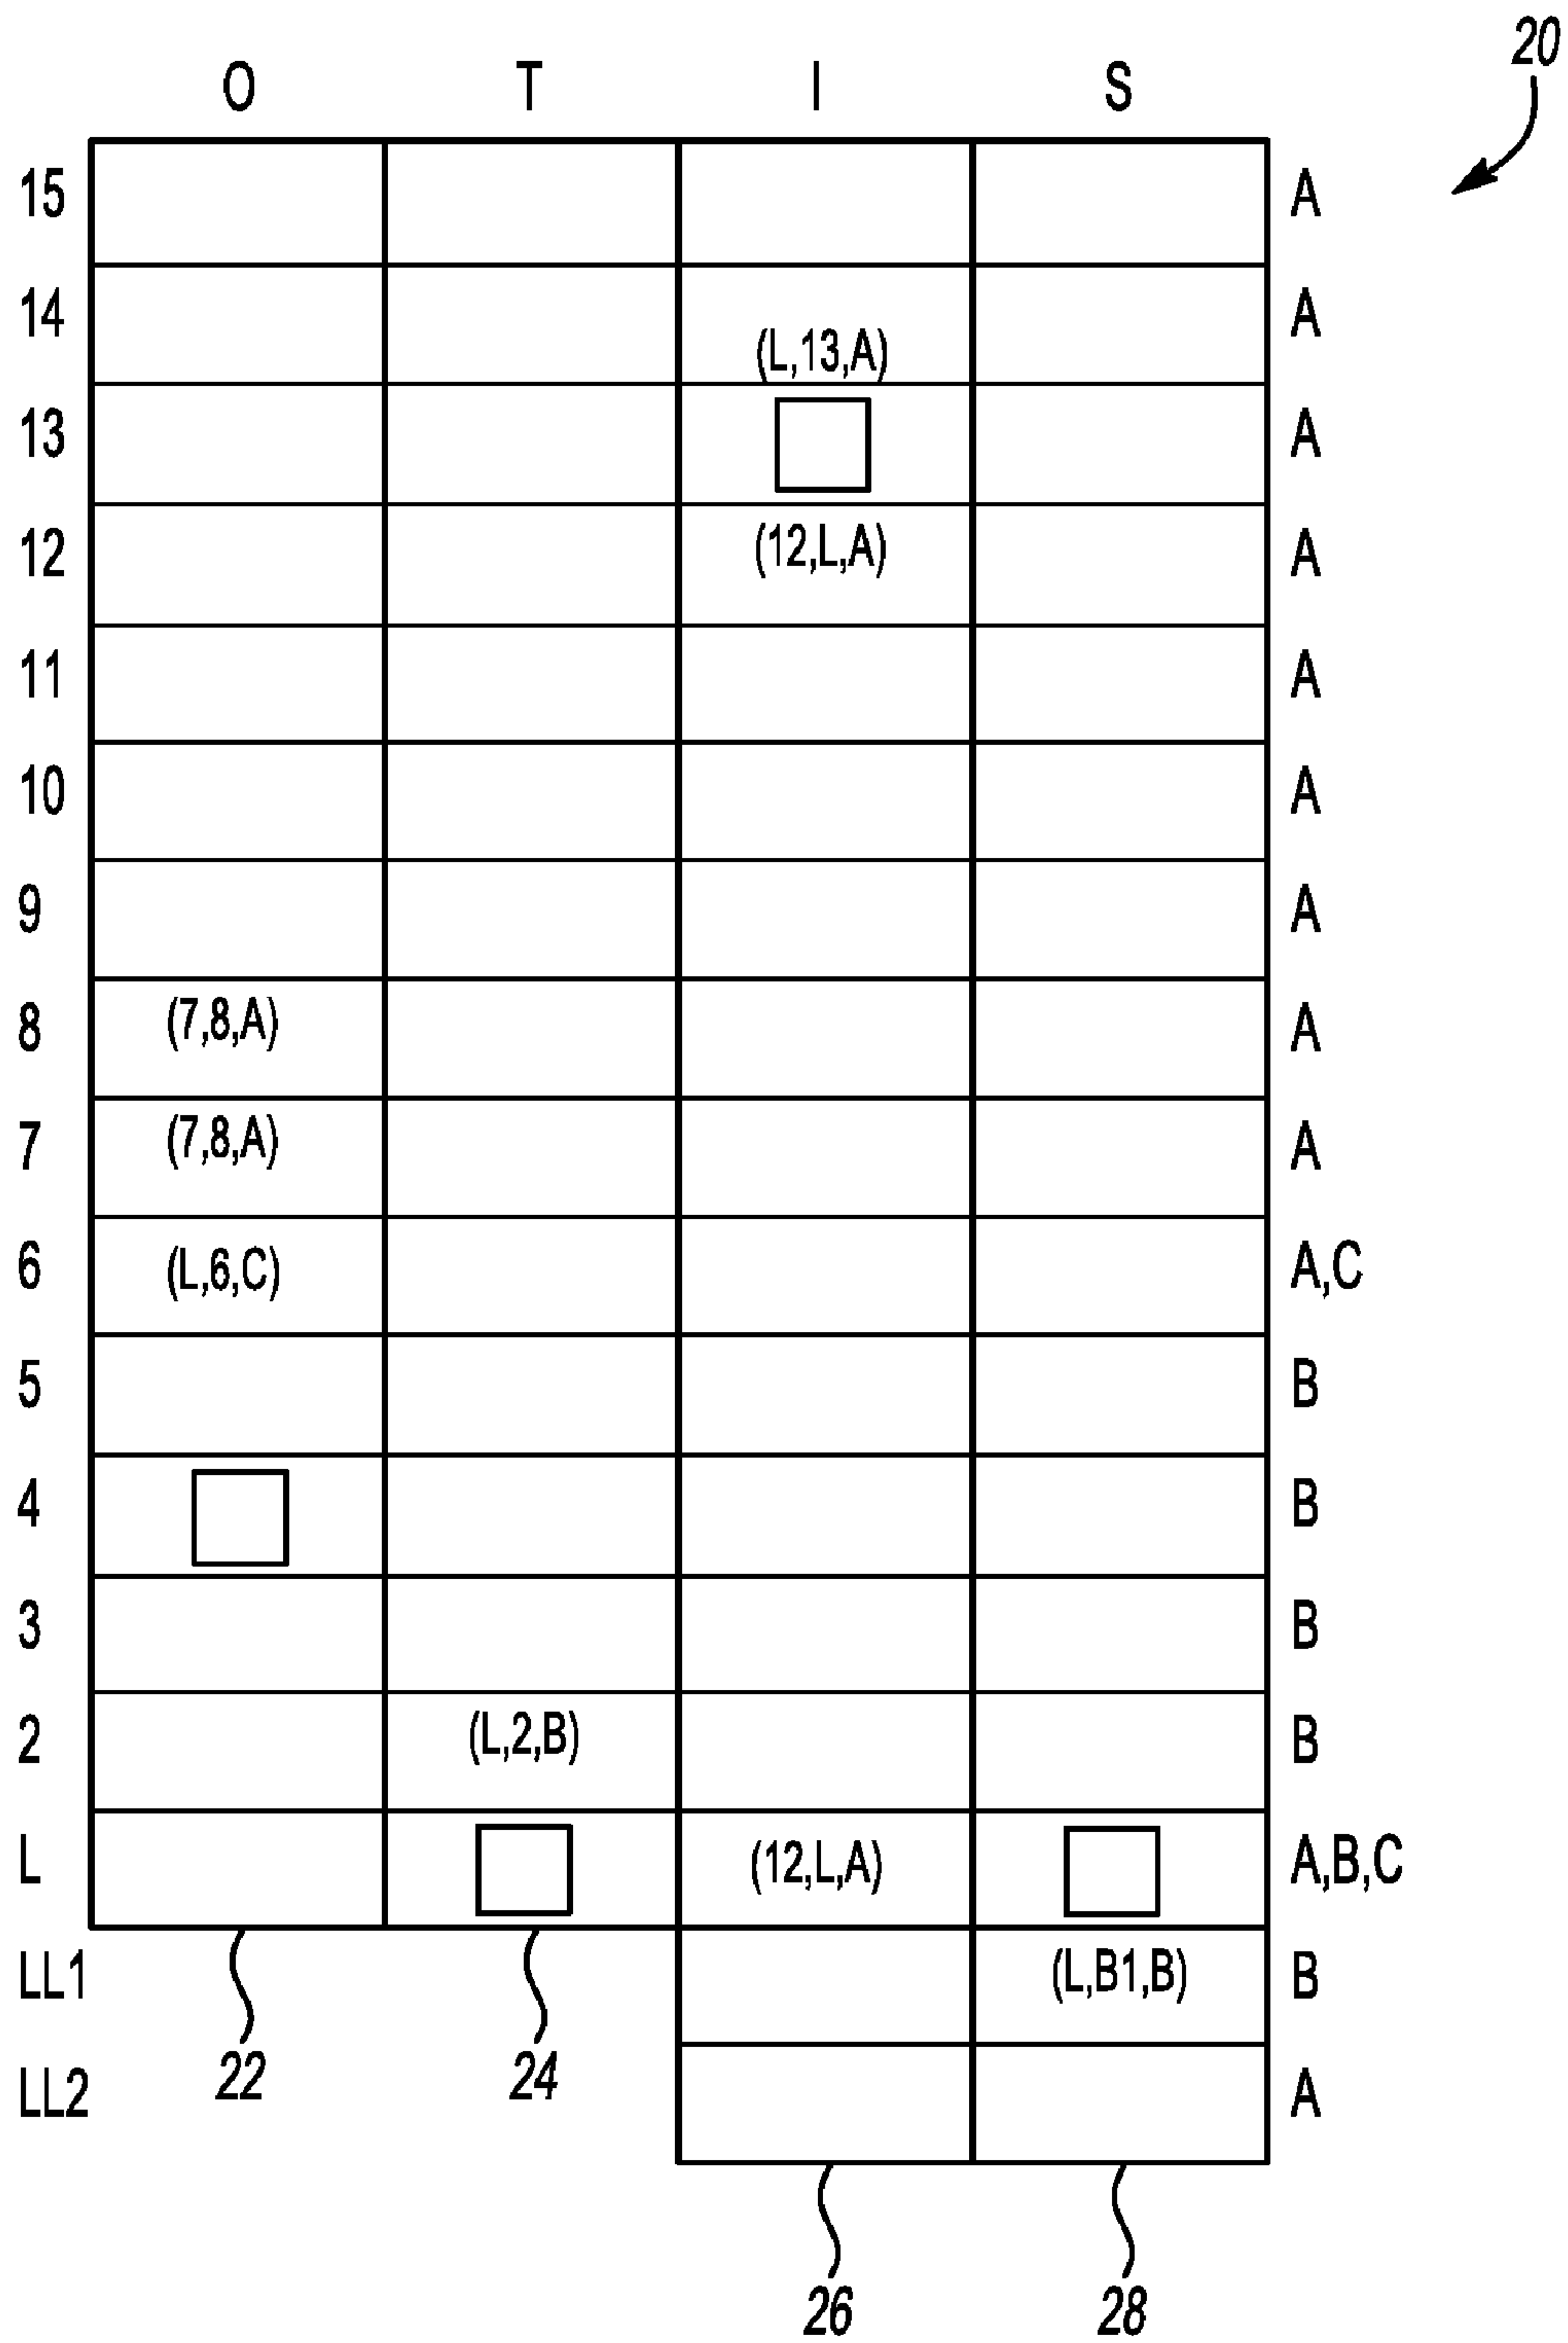 20
O T I S
15 A
14 (L,13,A) A
13 A
12 (12,L,A) A
11 A
10 A
9 A
8 (7,8,A) A
7 (7,8,A) A
6 (L,6,C) A,C
5 B
4 B
3 B
2 (L,2,B) B
L (12,L,A) A,B,C
LL1 (L,B1,B) B
LL2 A
22 24
26 28